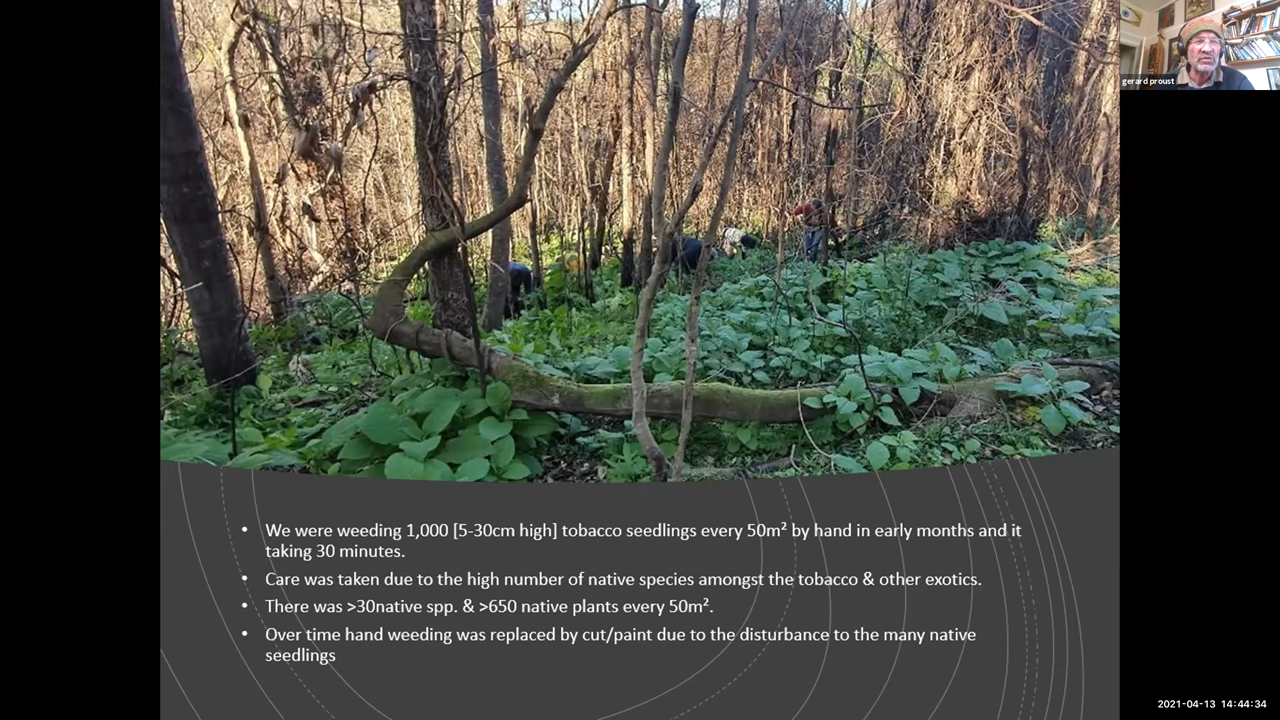 gerard proust
• We were weeding 1,000 [5-30cm high] tobacco seedlings every 50m² by hand in early months and it
taking 30 minutes.
• Care was taken due to the high number of native species amongst the tobacco & other exotics.
• There was >30native spp. & >650 native plants every 50m².
• Over time hand weeding was replaced by cut/paint due to the disturbance to the many native
seedlings
2021-04-13 14:44:34